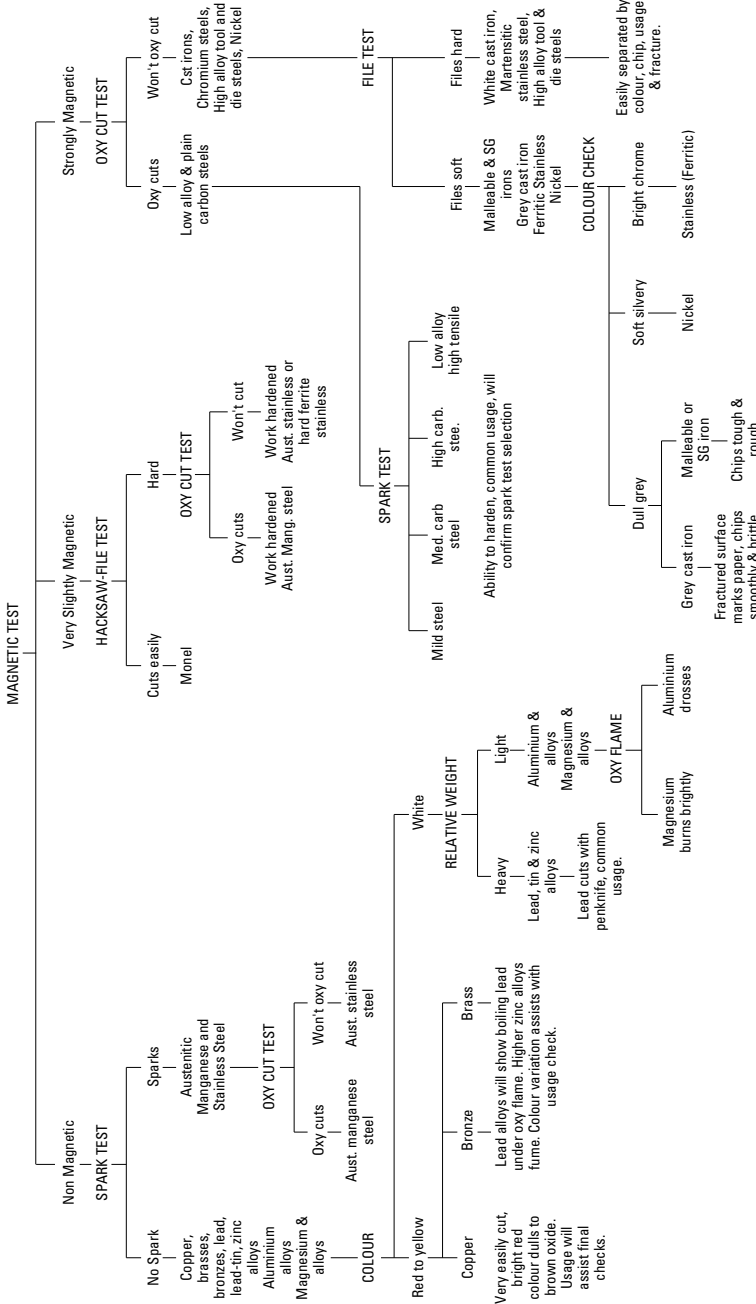 MAGNETIC TEST
Non Magnetic
SPARK TEST
No Spark
Copper,
brasses,
bronzes, lead,
lead-tin, zinc
alloys
Aluminium
alloys
Magnesium &
alloys
COLOUR
Red to yellow
Copper
Very easily cut,
bright red
colour dulls to
brown oxide.
Usage will
assist final
checks.
Bronze
Brass
Lead alloys will show boiling lead
under oxy flame. Higher zinc alloys
fume. Colour variation assists with
usage check.
White
RELATIVE WEIGHT
Heavy
Lead, tin & zinc
alloys
Lead cuts with
penknife, common
usage.
Light
Aluminium &
alloys
Magnesium &
alloys
OXY FLAME
Magnesium
burns brightly
Aluminium
drosses
Sparks
Austenitic
Manganese and
Stainless Steel
OXY CUT TEST
Oxy cuts
Aust. manganese
steel
Won't oxy cut
Aust. stainless
steel
Very Slightly Magnetic
HACKSAW-FILE TEST
Cuts easily
Monel
Hard
OXY CUT TEST
Oxy cuts
Work hardened
Aust. Mang. steel
Won't cut
Work hardened
Aust. stainless or
hard ferrite
stainless
Strongly Magnetic
OXY CUT TEST
Oxy cuts
Low alloy & plain
carbon steels
SPARK TEST
Mild steel
Med. carb
steel
High carb.
stee.
Low alloy
high tensile
Ability to harden, common usage, will
confirm spark test selection
Won't oxy cut
Cst irons,
Chromium steels,
High alloy tool and
die steels, Nickel
FILE TEST
Files soft
Malleable & SG
irons
Grey cast iron
Ferritic Stainless
Nickel
COLOUR CHECK
Dull grey
Grey cast iron
Fractured surface
marks paper, chips
smoothly & brittle
Malleable or
SG iron
Chips tough &
rough
Soft silvery
Nickel
Bright chrome
Stainless (Ferritic)
Files hard
White cast iron,
Martensitic
stainless steel,
High alloy tool &
die steels
Easily separated by
colour, chip, usage
& fracture.